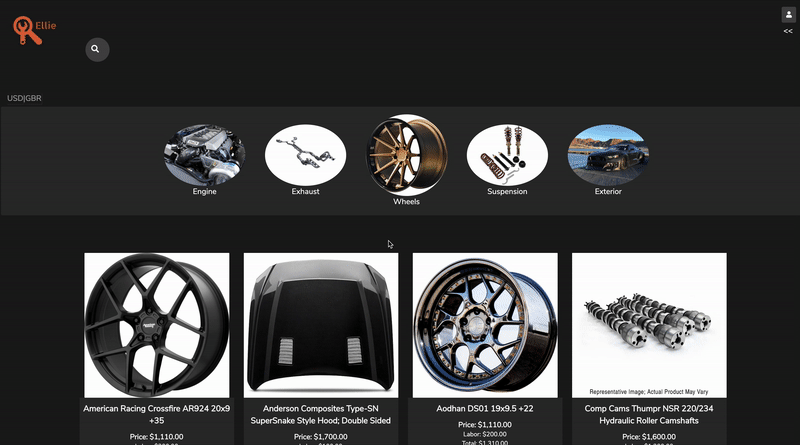 Ellie
<<
USD|GBR
Engine
Exhaust
Wheels
Suspension
Exterior
Representative Image; Actual Product May Vary
American Racing Crossfire AR924 20x9
+35
Price: $1,110.00
Anderson Composites Type-SN
SuperSnake Style Hood; Double Sided
Price: $1,700.00
Aodhan DS01 19x9.5 +22
Price: $1,110.00
Labor: $200.00
Total: $1,310.00
Comp Cams Thumpr NSR 220/234
Hydraulic Roller Camshafts
Price: $1,600.00